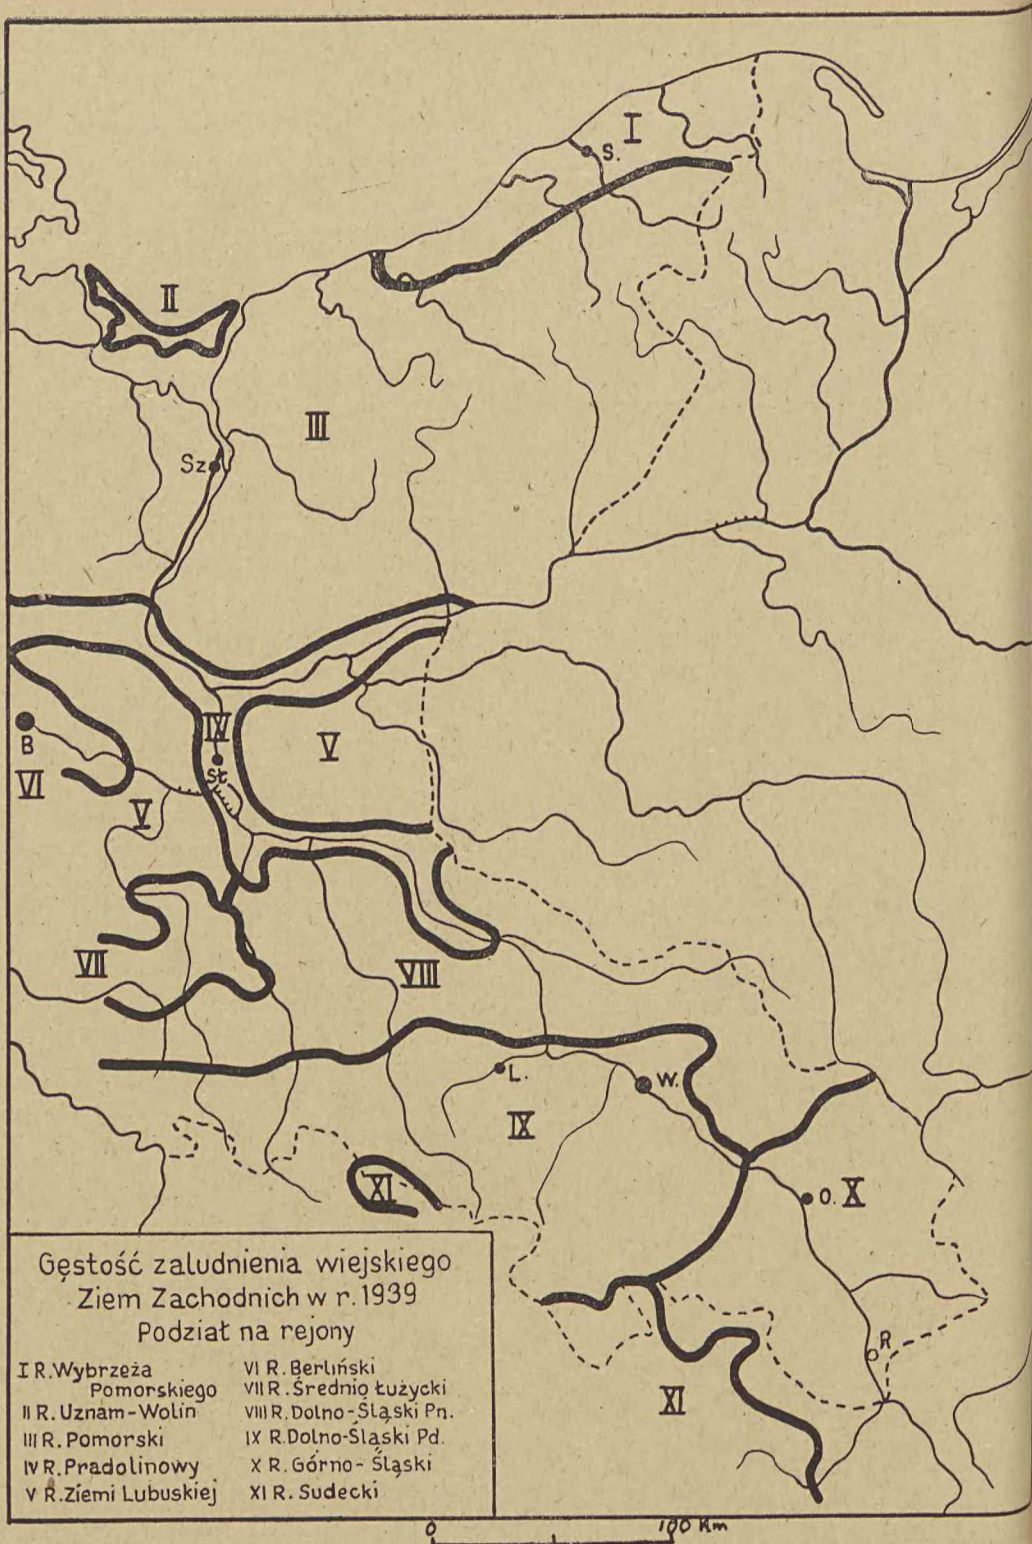 I
S.
II
III
Sz
IV
V
B
St.
VI
V
VII
VIII
L.
W.
IX
XI
O. X
R
XI
Gęstość zaludnienia wiejskiego
Ziem Zachodnich w r. 1939
Podział na rejony
I R. Wybrzeża
Pomorskiego
II R. Uznam-Wolin
III R. Pomorski
IV R. Pradolinowy
V R. Ziemi Lubuskiej
VI R. Berliński
VII R. Średnio Łużycki
VIII R. Dolno-Śląski Pn.
IX R. Dolno-Śląski Pd.
X R. Górno-Śląski
XI R. Sudecki
0 100 Km